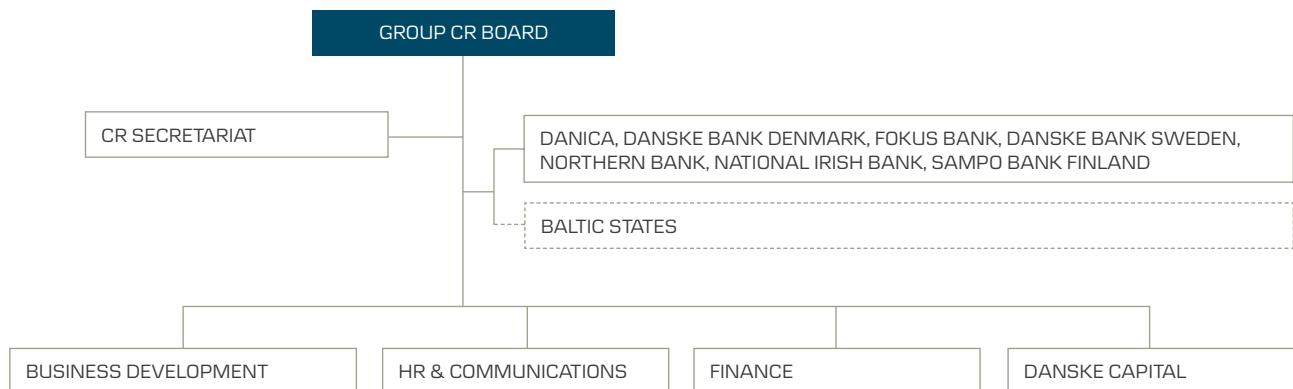 GROUP CR BOARD
CR SECRETARIAT
DANICA, DANSKE BANK DENMARK, FOKUS BANK, DANSKE BANK SWEDEN,
NORTHERN BANK, NATIONAL IRISH BANK, SAMPO BANK FINLAND
BALTIC STATES
BUSINESS DEVELOPMENT
HR & COMMUNICATIONS
FINANCE
DANSKE CAPITAL